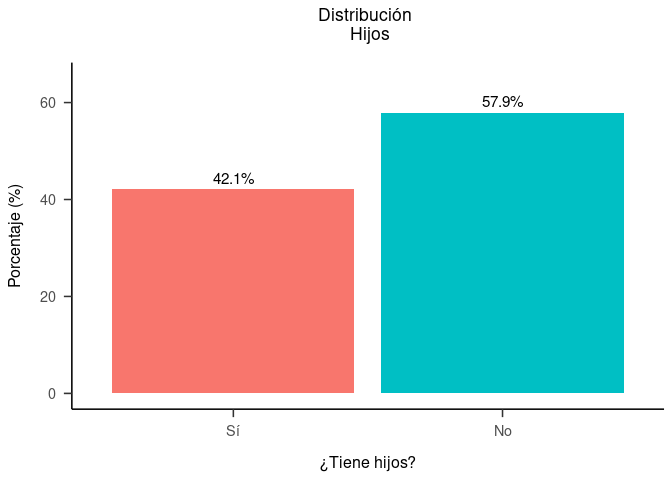 Distribución
Hijos
Porcentaje (%)
60
40
20
0
42.1%
57.9%
Sí
No
¿Tiene hijos?